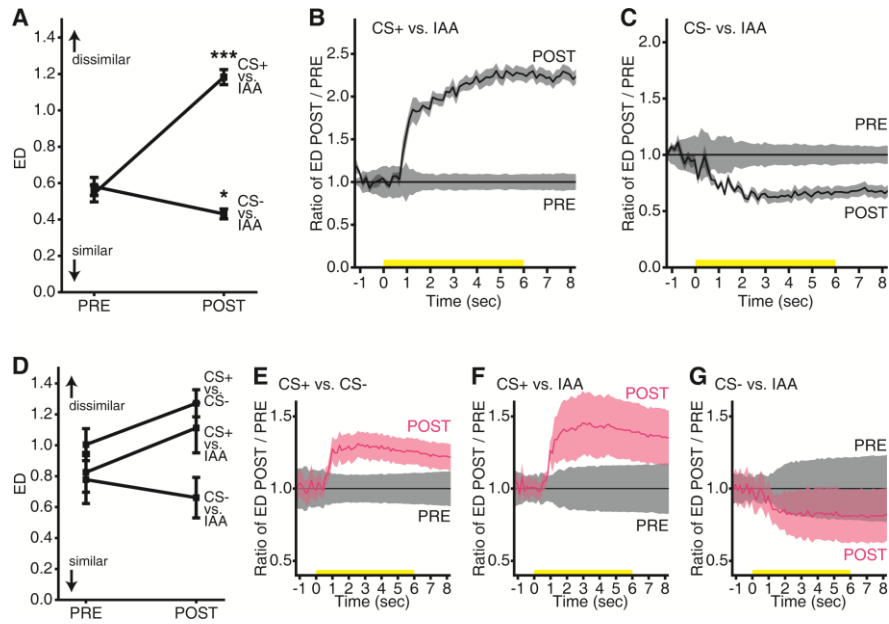 A
1.4
1.2
1.0
0.8
0.6
0.4
0.2
0.0
ED
dissimilar
similar
***
CS+
vs.
IAA
*
CS-
vs.
IAA
PRE
POST
B
CS+ vs. IAA
Ratio of ED POST / PRE
2.5
2.0
1.5
1.0
0.5
0.0
POST
PRE
-1 0 1 2 3 4 5 6 7 8
Time (sec)
C
CS- vs. IAA
Ratio of ED POST / PRE
2.0
1.5
1.0
0.5
0.0
PRE
POST
-1 0 1 2 3 4 5 6 7 8
Time (sec)
D
1.4
1.2
1.0
0.8
0.6
0.4
0.2
0.0
ED
dissimilar
similar
CS+
vs.
CS-
CS+
vs.
IAA
CS-
vs.
IAA
PRE
POST
E
CS+ vs. CS-
Ratio of ED POST / PRE
1.5
1.0
0.5
POST
PRE
-1 0 1 2 3 4 5 6 7 8
Time (sec)
F
CS+ vs. IAA
Ratio of ED POST / PRE
1.5
1.0
0.5
POST
PRE
-1 0 1 2 3 4 5 6 7 8
Time (sec)
G
CS- vs. IAA
Ratio of ED POST / PRE
1.5
1.0
0.5
PRE
POST
-1 0 1 2 3 4 5 6 7 8
Time (sec)